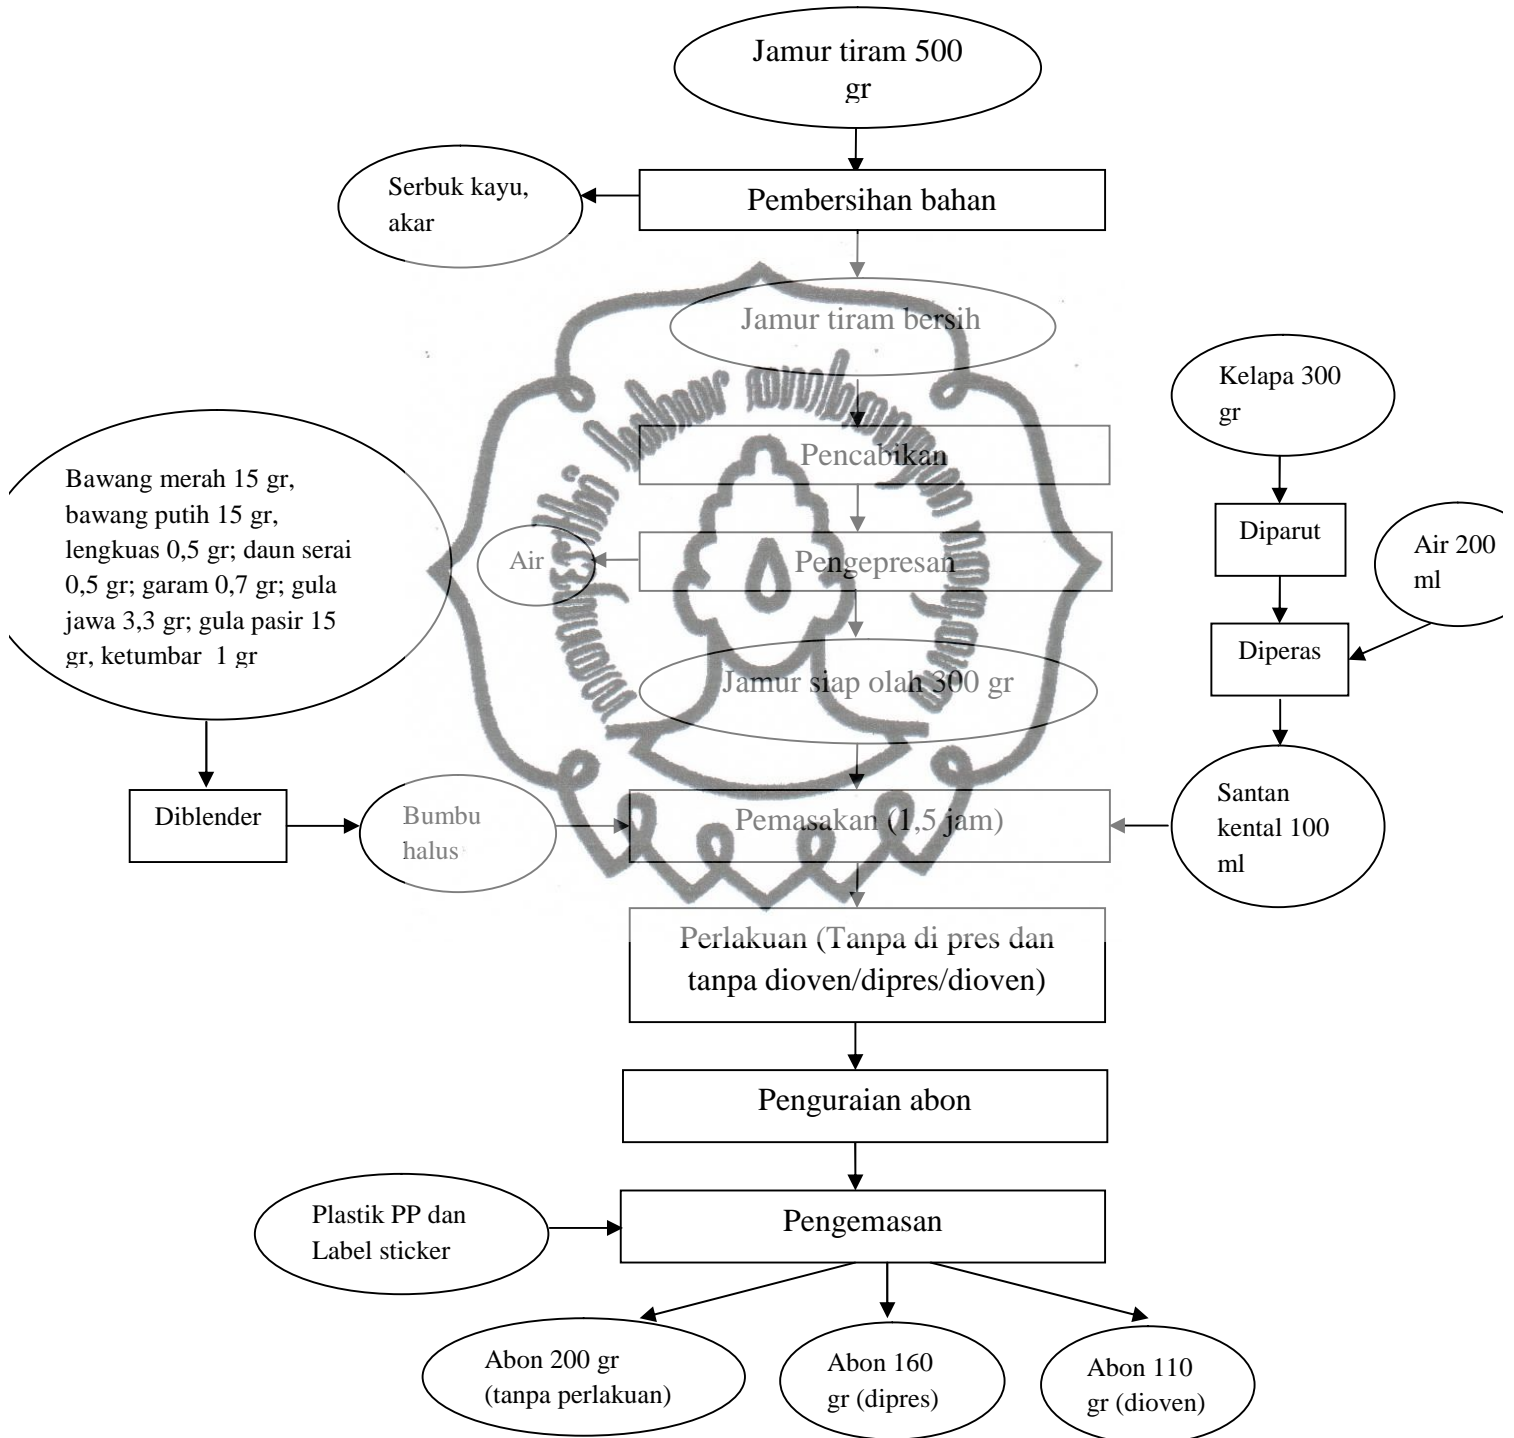 Jamur tiram 500
gr
Serbuk kayu,
akar
Pembersihan bahan
Jamur tiram bersih
Kelapa 300
gr
Pencabikan
Bawang merah 15 gr,
bawang putih 15 gr,
lengkuas 0,5 gr; daun serai
0,5 gr; garam 0,7 gr; gula
jawa 3,3 gr; gula pasir 15
gr, ketumbar 1 gr
Air
Pengepresan
Diparut
Air 200
ml
Diperas
Jamur siap olah 300 gr
Diblender
Bumbu
halus
Pemasakan (1,5 jam)
Santan
kental 100
ml
Perlakuan (Tanpa di pres dan
tanpa dioven/dipres/dioven)
Penguraian abon
Plastik PP dan
Label sticker
Pengemasan
Abon 200 gr
(tanpa perlakuan)
Abon 160
gr (dipres)
Abon 110
gr (dioven)